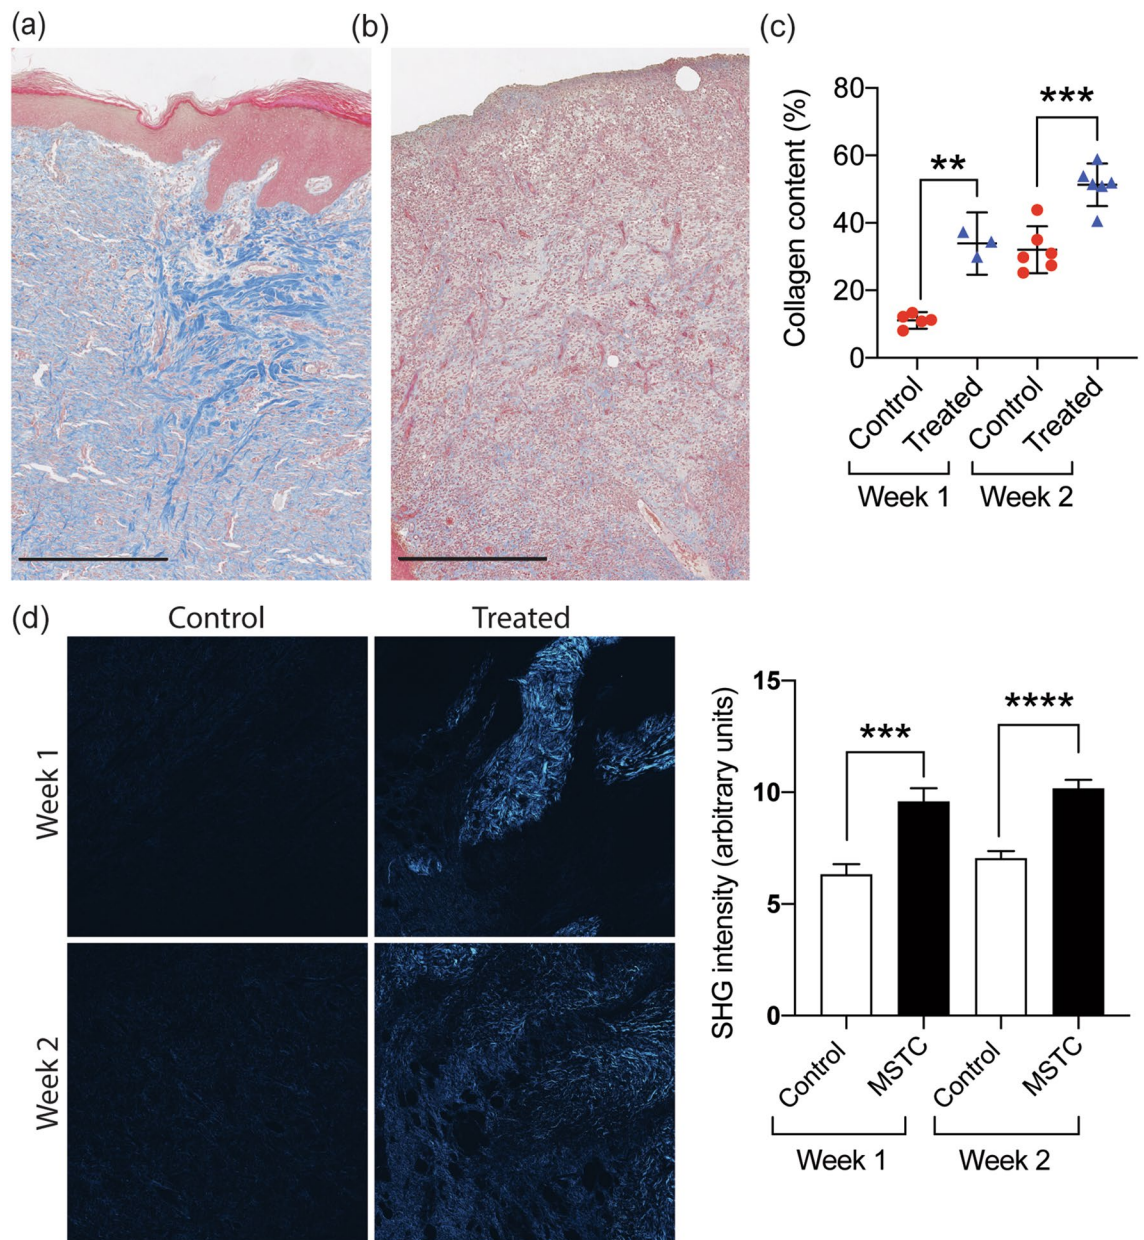 (a)
(b)
(c)
Collagen content (%)
80
60
40
20
0
**
***
Control
Treated
Control
Treated
Week 1
Week 2
(d)
Control
Treated
Week 1
Week 2
SHG intensity (arbitrary units)
15
10
5
0
***
****
Control
MSTC
Control
MSTC
Week 1
Week 2